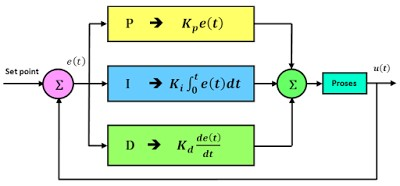 P ➔ K_p e(t)
e(t)
Set point
Σ
I ➔ K_i ∫_0^t e(t)dt
Σ
Proses
u(t)
D ➔ K_d de(t)/dt